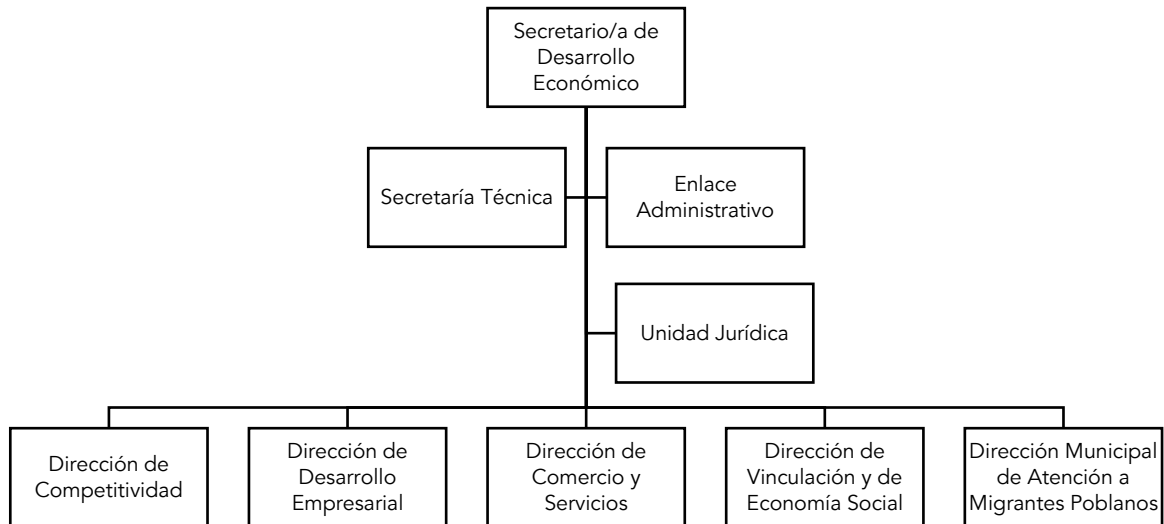 Secretario/a de
Desarrollo
Económico
Secretaría Técnica
Enlace
Administrativo
Unidad Jurídica
Dirección de
Competitividad
Dirección de
Desarrollo
Empresarial
Dirección de
Comercio y
Servicios
Dirección de
Vinculación y de
Economía Social
Dirección Municipal
de Atención a
Migrantes Poblanos